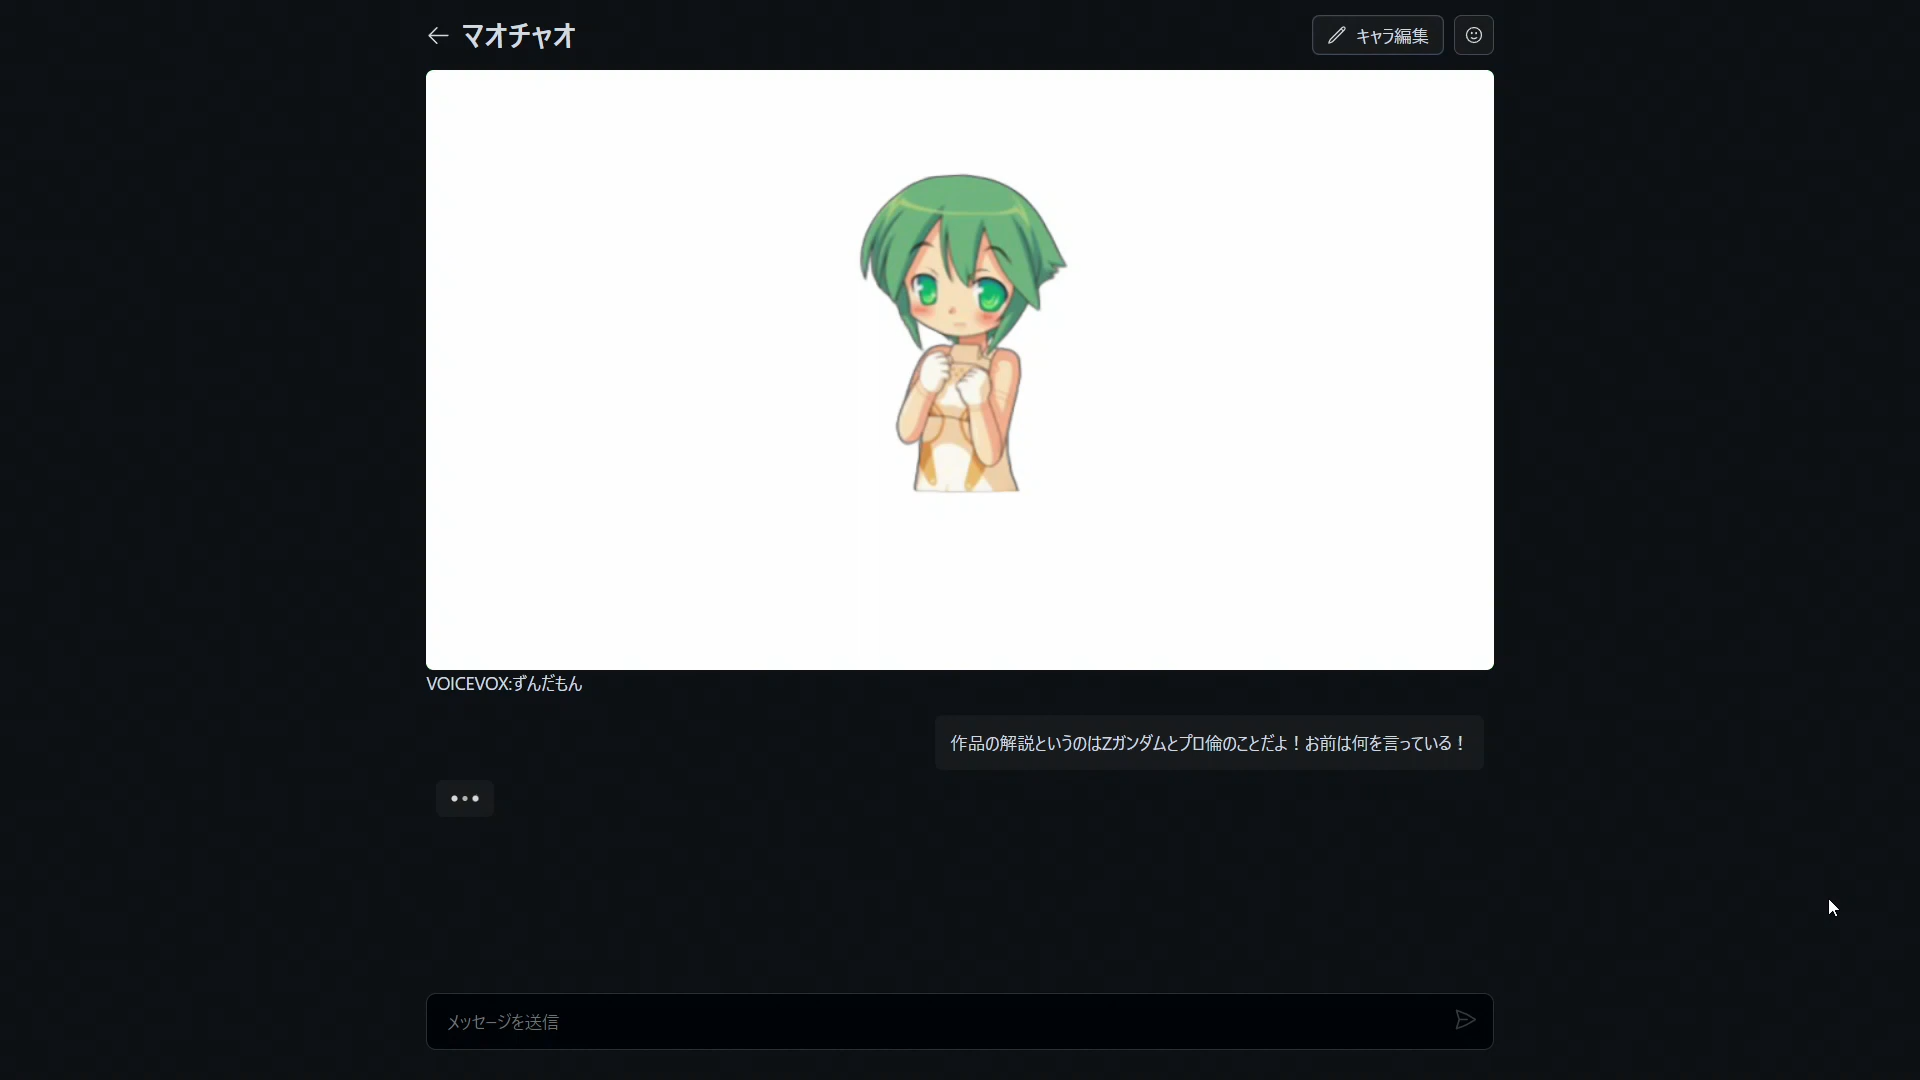 マオチャオ
キャラ編集
VOICEVOX:ずんだもん
作品の解説というのはZガンダムとプロ倫のことだよ！お前は何を言っている！
メッセージを送信